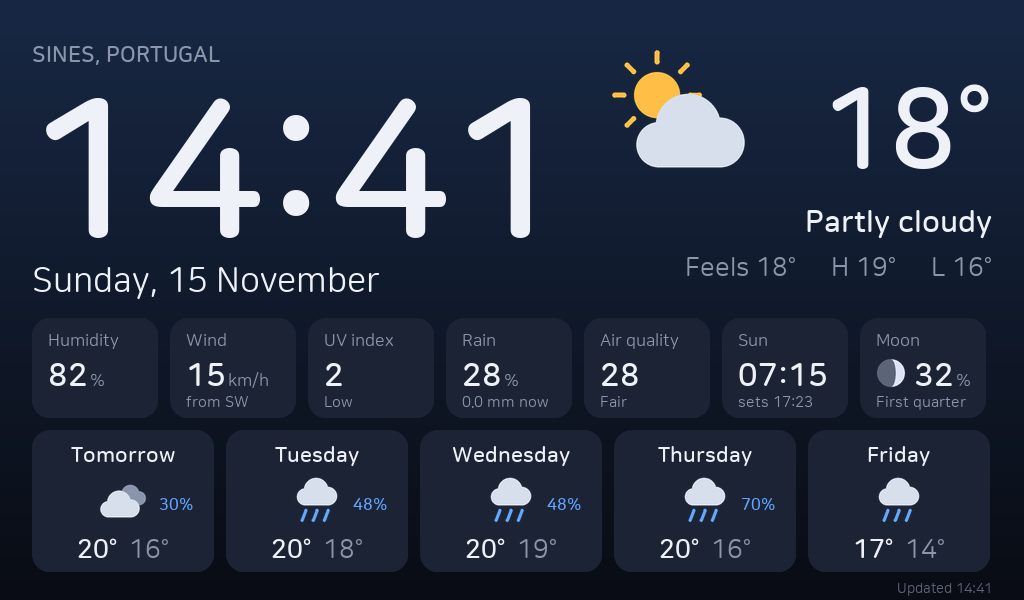 SINES, PORTUGAL
14:41
18°
Partly cloudy
Feels 18° H 19° L 16°
Sunday, 15 November
Humidity
82%
Wind
15 km/h
from SW
UV index
2
Low
Rain
28%
0.0 mm now
Air quality
28
Fair
Sun
07:15
sets 17:23
Moon
32%
First quarter
Tomorrow
30%
20° 16°
Tuesday
48%
20° 18°
Wednesday
48%
20° 19°
Thursday
70%
20° 16°
Friday
17° 14°
Updated 14:41